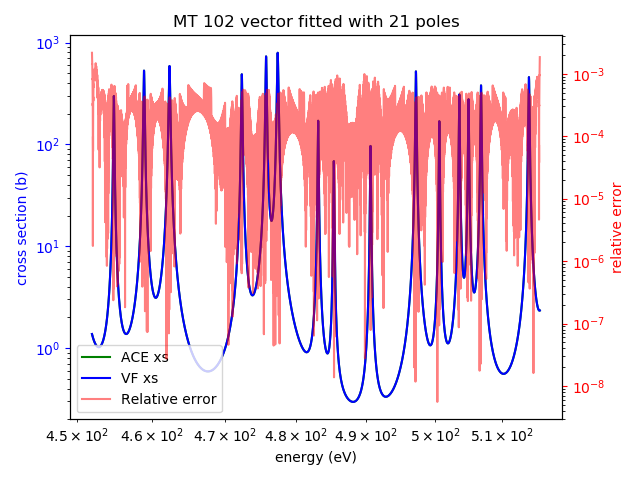 MT 102 vector fitted with 21 poles
cross section (b)
10³
10²
10¹
10⁰
relative error
10⁻³
10⁻⁴
10⁻⁵
10⁻⁶
10⁻⁷
10⁻⁸
ACE xs
VF xs
Relative error
4.5 × 10² 4.6 × 10² 4.7 × 10² 4.8 × 10² 4.9 × 10² 5 × 10² 5.1 × 10²
energy (eV)